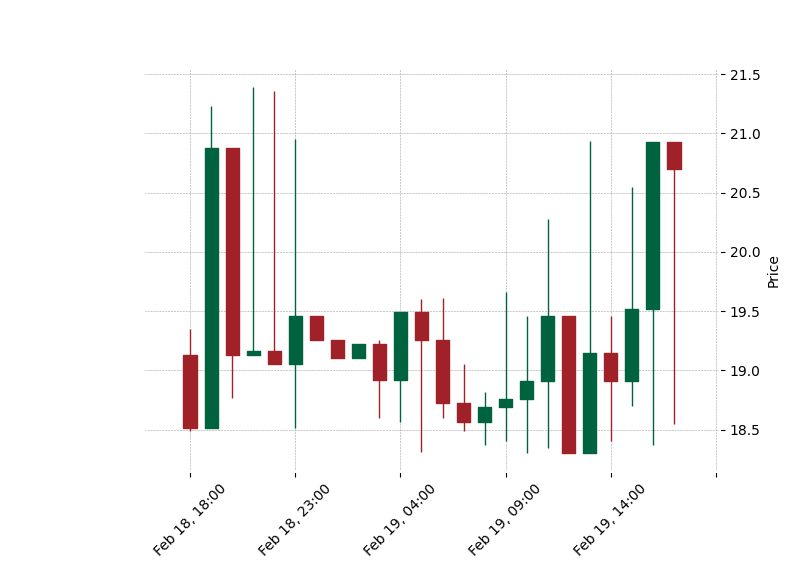 21.5
21.0
20.5
20.0
19.5
19.0
18.5
Price
Feb 18, 18:00
Feb 18, 23:00
Feb 19, 04:00
Feb 19, 09:00
Feb 19, 14:00